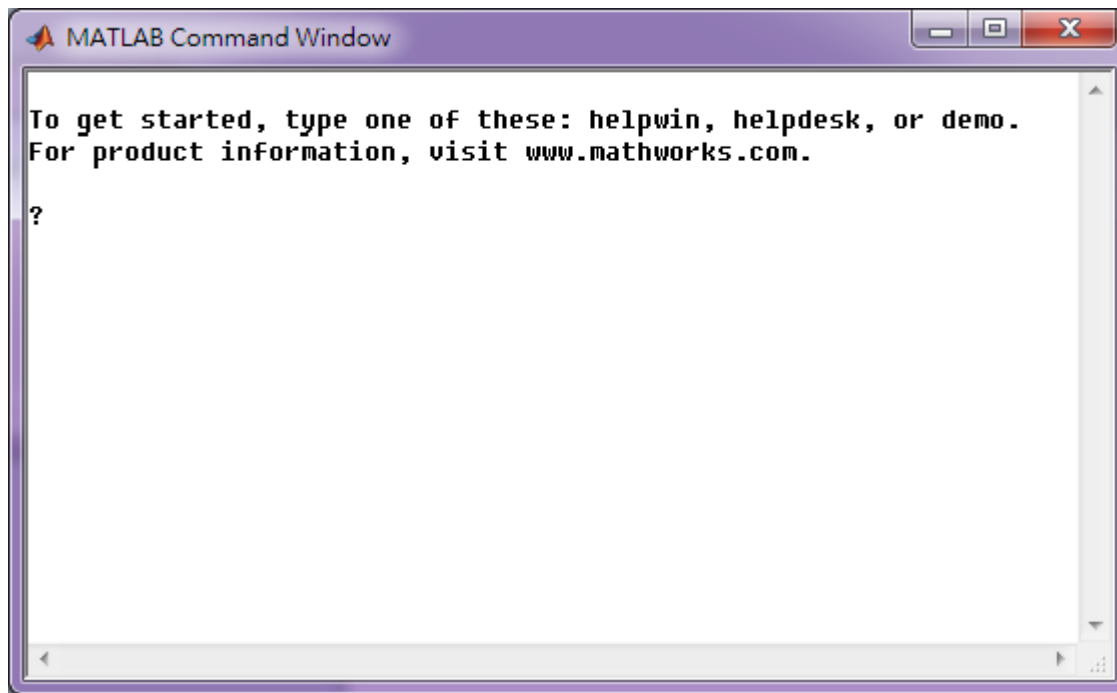 MATLAB Command Window
To get started, type one of these: helpwin, helpdesk, or demo.
For product information, visit www.mathworks.com.
?